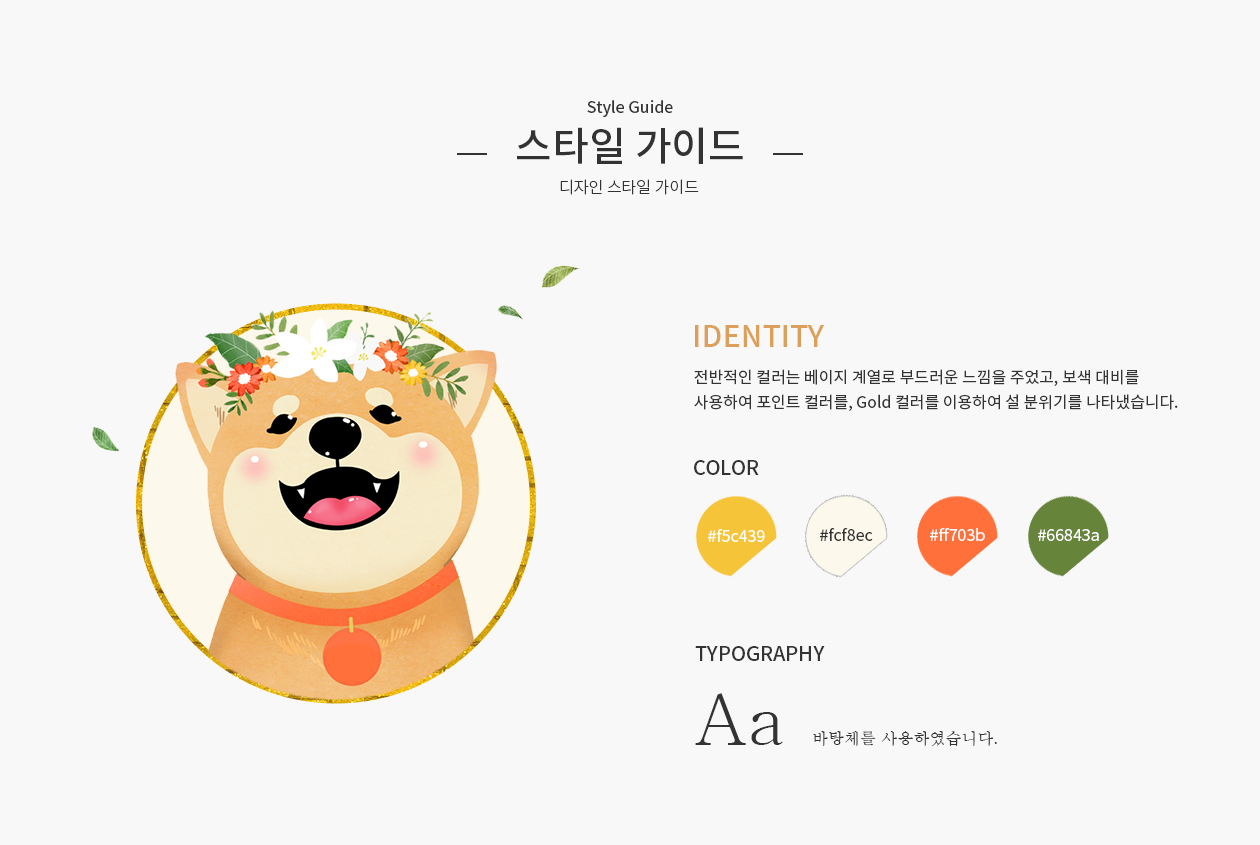 Style Guide
스타일 가이드
디자인 스타일 가이드
IDENTITY
전반적인 컬러는 베이지 계열로 부드러운 느낌을 주었고, 보색 대비를
사용하여 포인트 컬러를, Gold 컬러를 이용하여 설 분위기를 나타냈습니다.
COLOR
#f5c439
#fcf8ec
#ff703b
#66843a
TYPOGRAPHY
Aa
바탕체를 사용하였습니다.